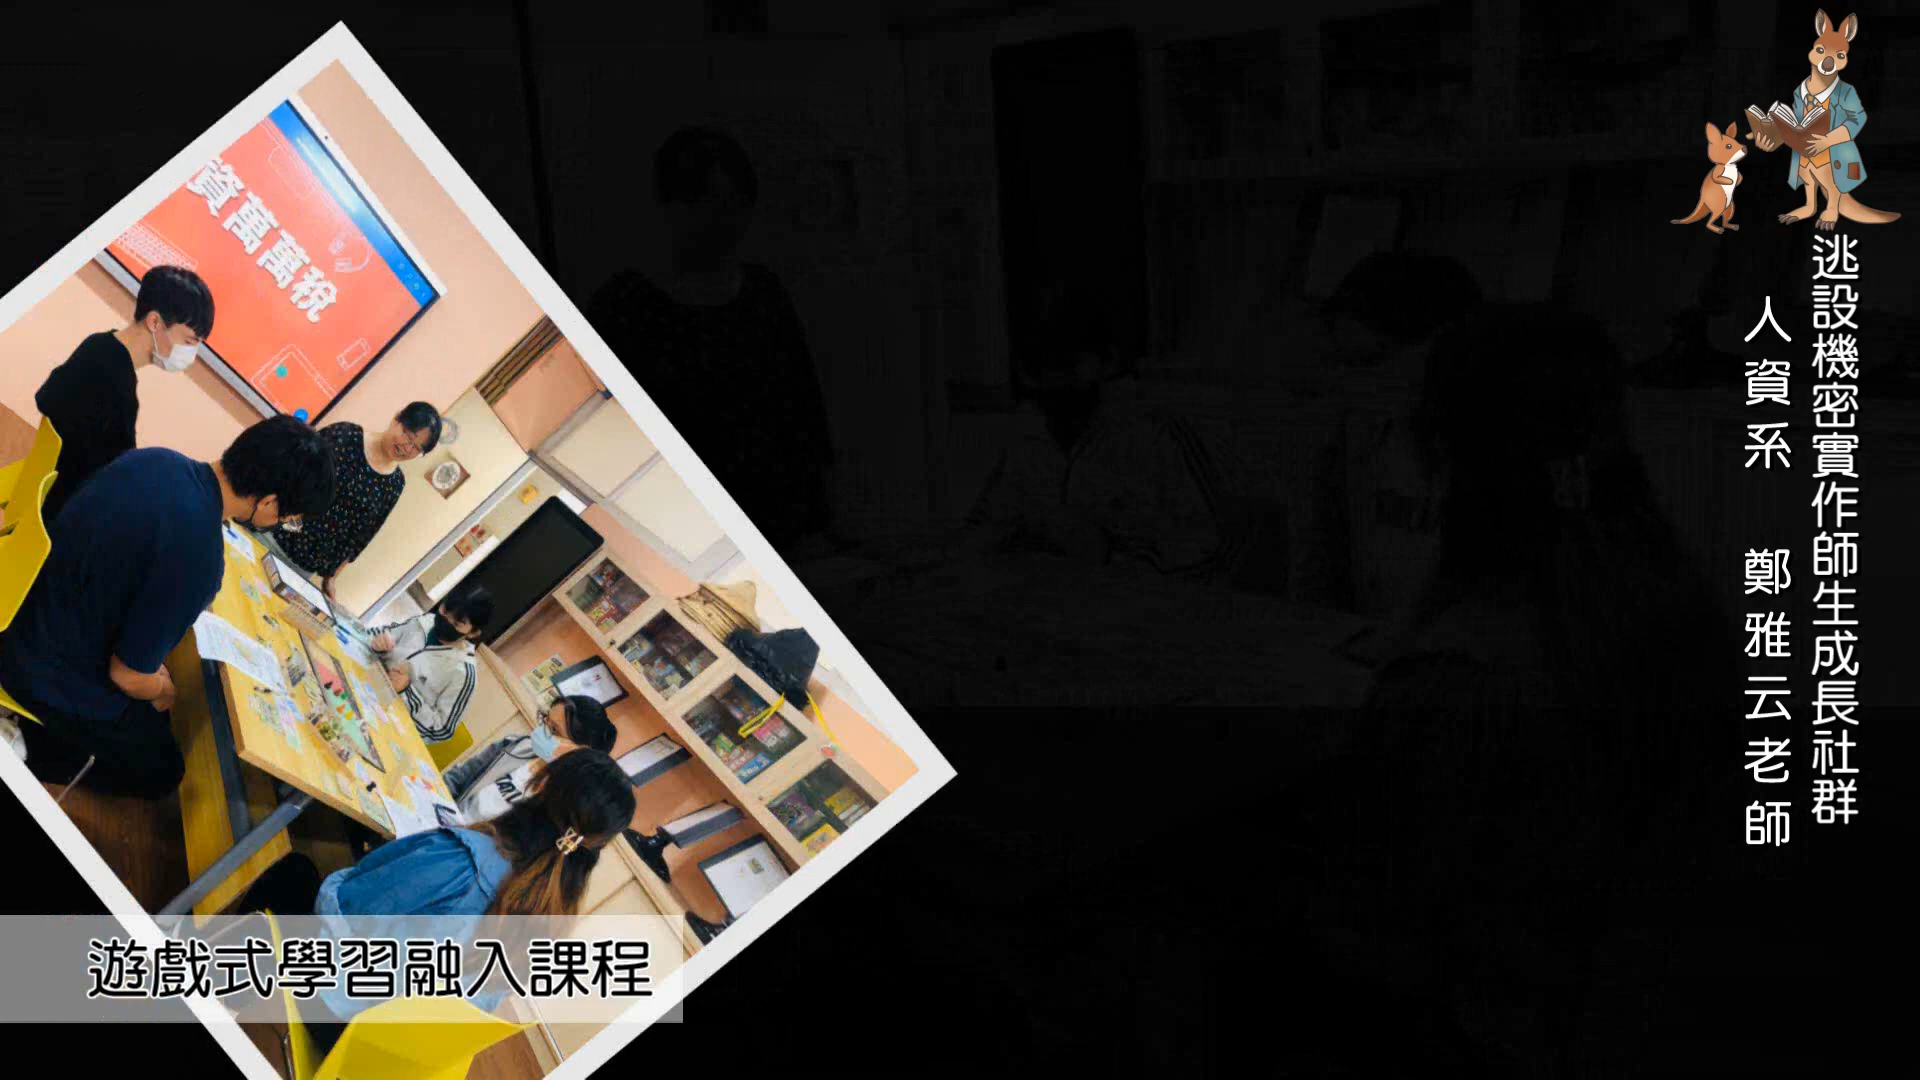 逃設機密實作師生成長社群
人資系 鄭雅云老師
資萬萬稅
遊戲式學習融入課程